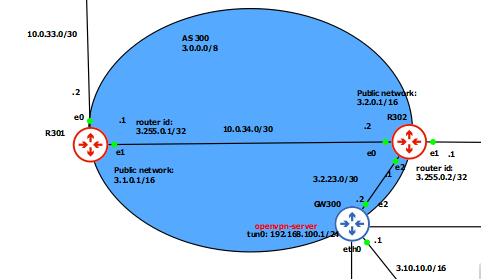 10.0.33.0/30
AS 300
3.0.0.0/8
.2
e0
R301
.1
router id:
3.255.0.1/32
e1
Public network:
3.1.0.1/16
10.0.34.0/30
Public network:
3.2.0.1/16
R302
.2
e0
e1
.1
e2
router id:
3.255.0.2/32
.1
3.2.23.0/30
.2
e2
GW300
openvpn-server
tun0: 192.168.100.1/24
eth0
.1
3.10.10.0/16